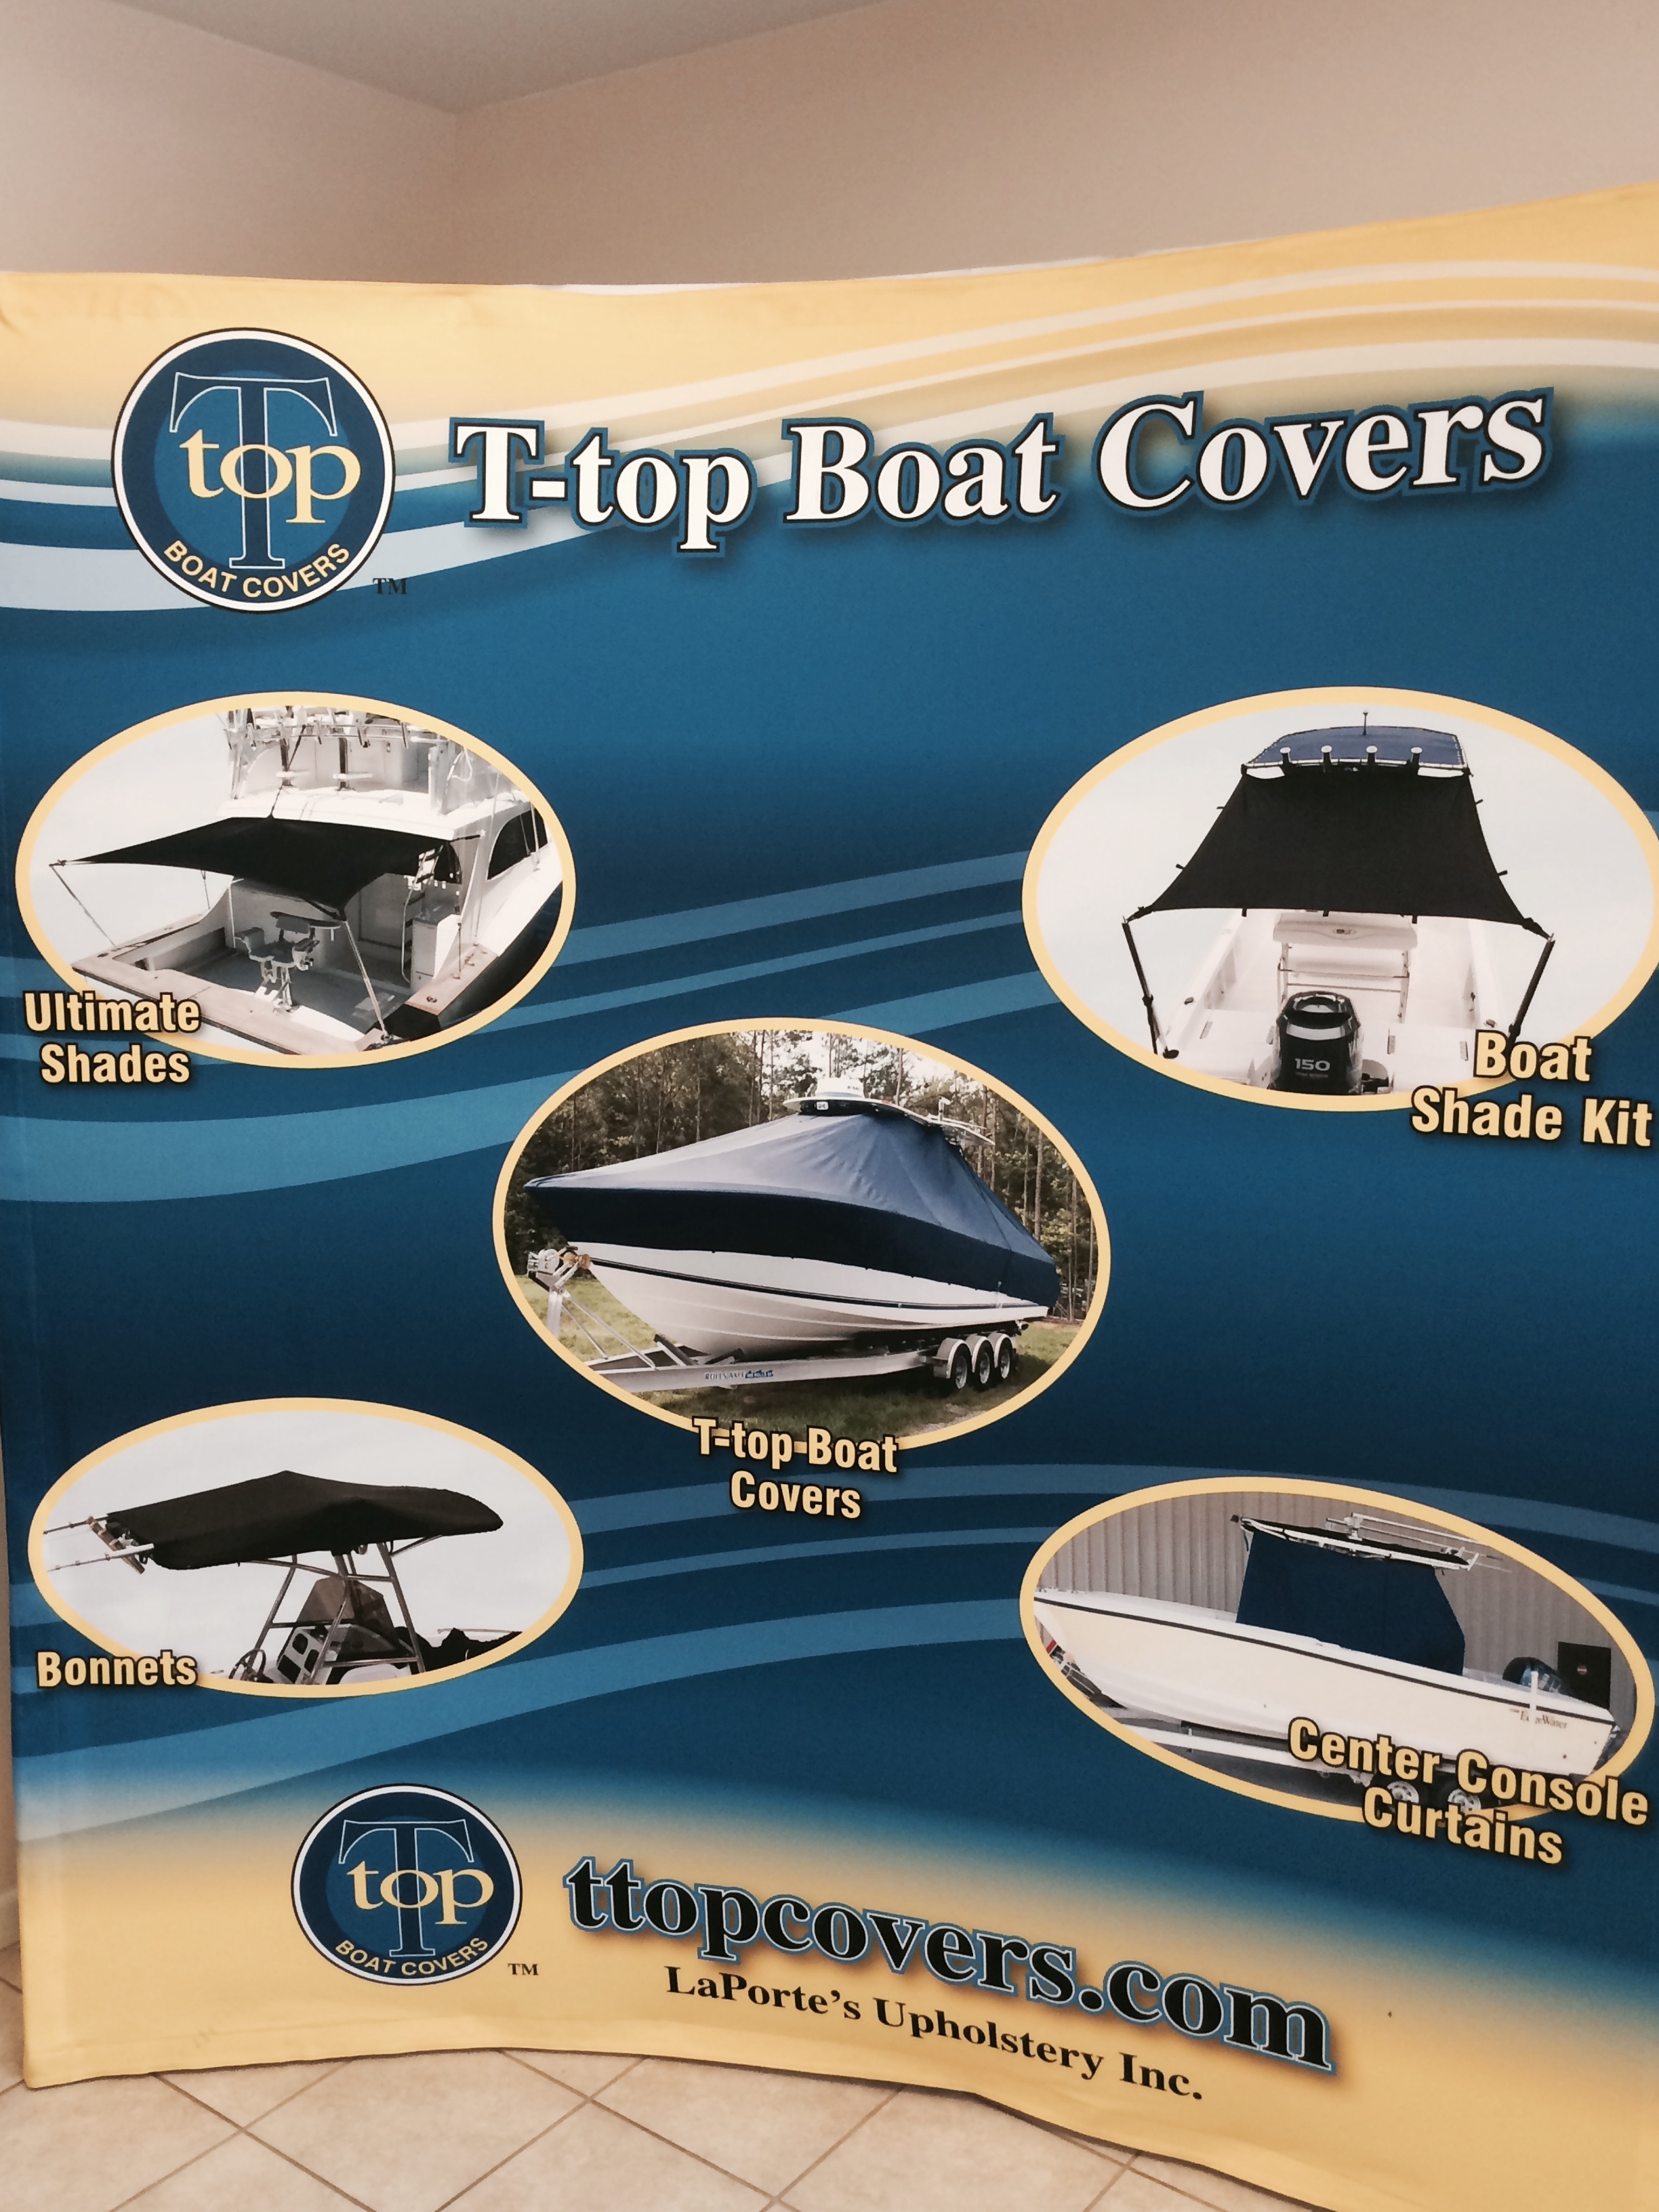 T
top
BOAT COVERS
TM
T-top Boat Covers
Ultimate
Shades
150
Boat
Shade Kit
T-top Boat
Covers
Bonnets
Center Console
Curtains
T
top
BOAT COVERS
TM
ttopcovers.com
LaPorte's Upholstery Inc.